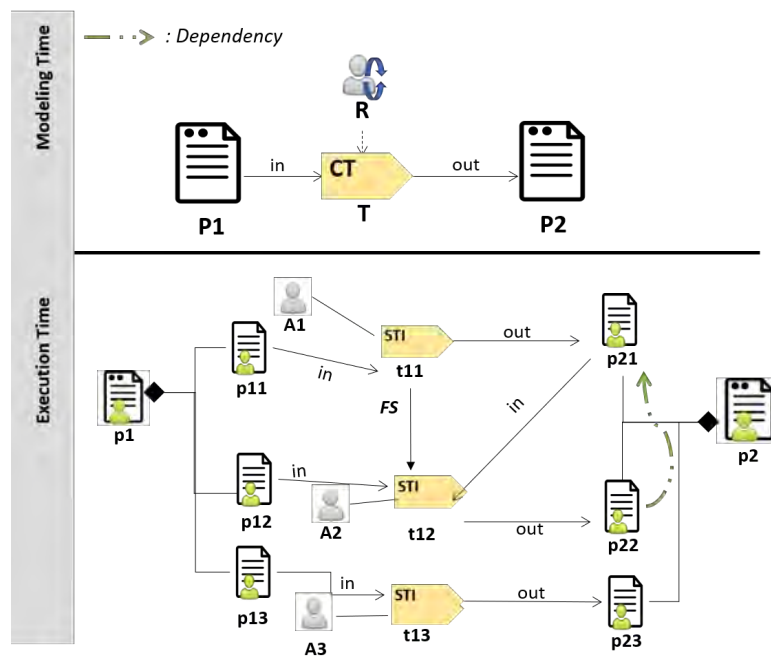 : Dependency
Modeling Time
R
CT
in
out
T
P1
P2
Execution Time
A1
STI
out
p11
in
t11
p21
FS
in
p1
p2
in
STI
p12
A2
t12
out
p22
in
STI
out
p13
t13
p23
A3